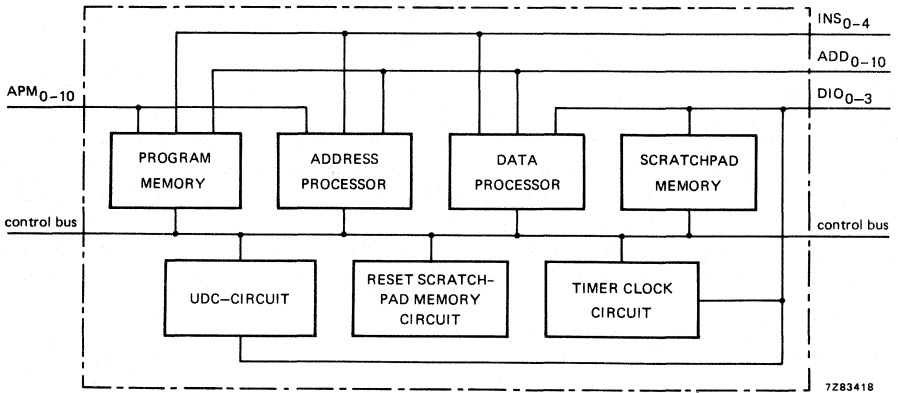 INS0–4
ADD0–10
APM0–10
DIO0–3
PROGRAM
MEMORY
ADDRESS
PROCESSOR
DATA
PROCESSOR
SCRATCHPAD
MEMORY
control bus
control bus
UDC–CIRCUIT
RESET SCRATCH–
PAD MEMORY
CIRCUIT
TIMER CLOCK
CIRCUIT
7Z83418